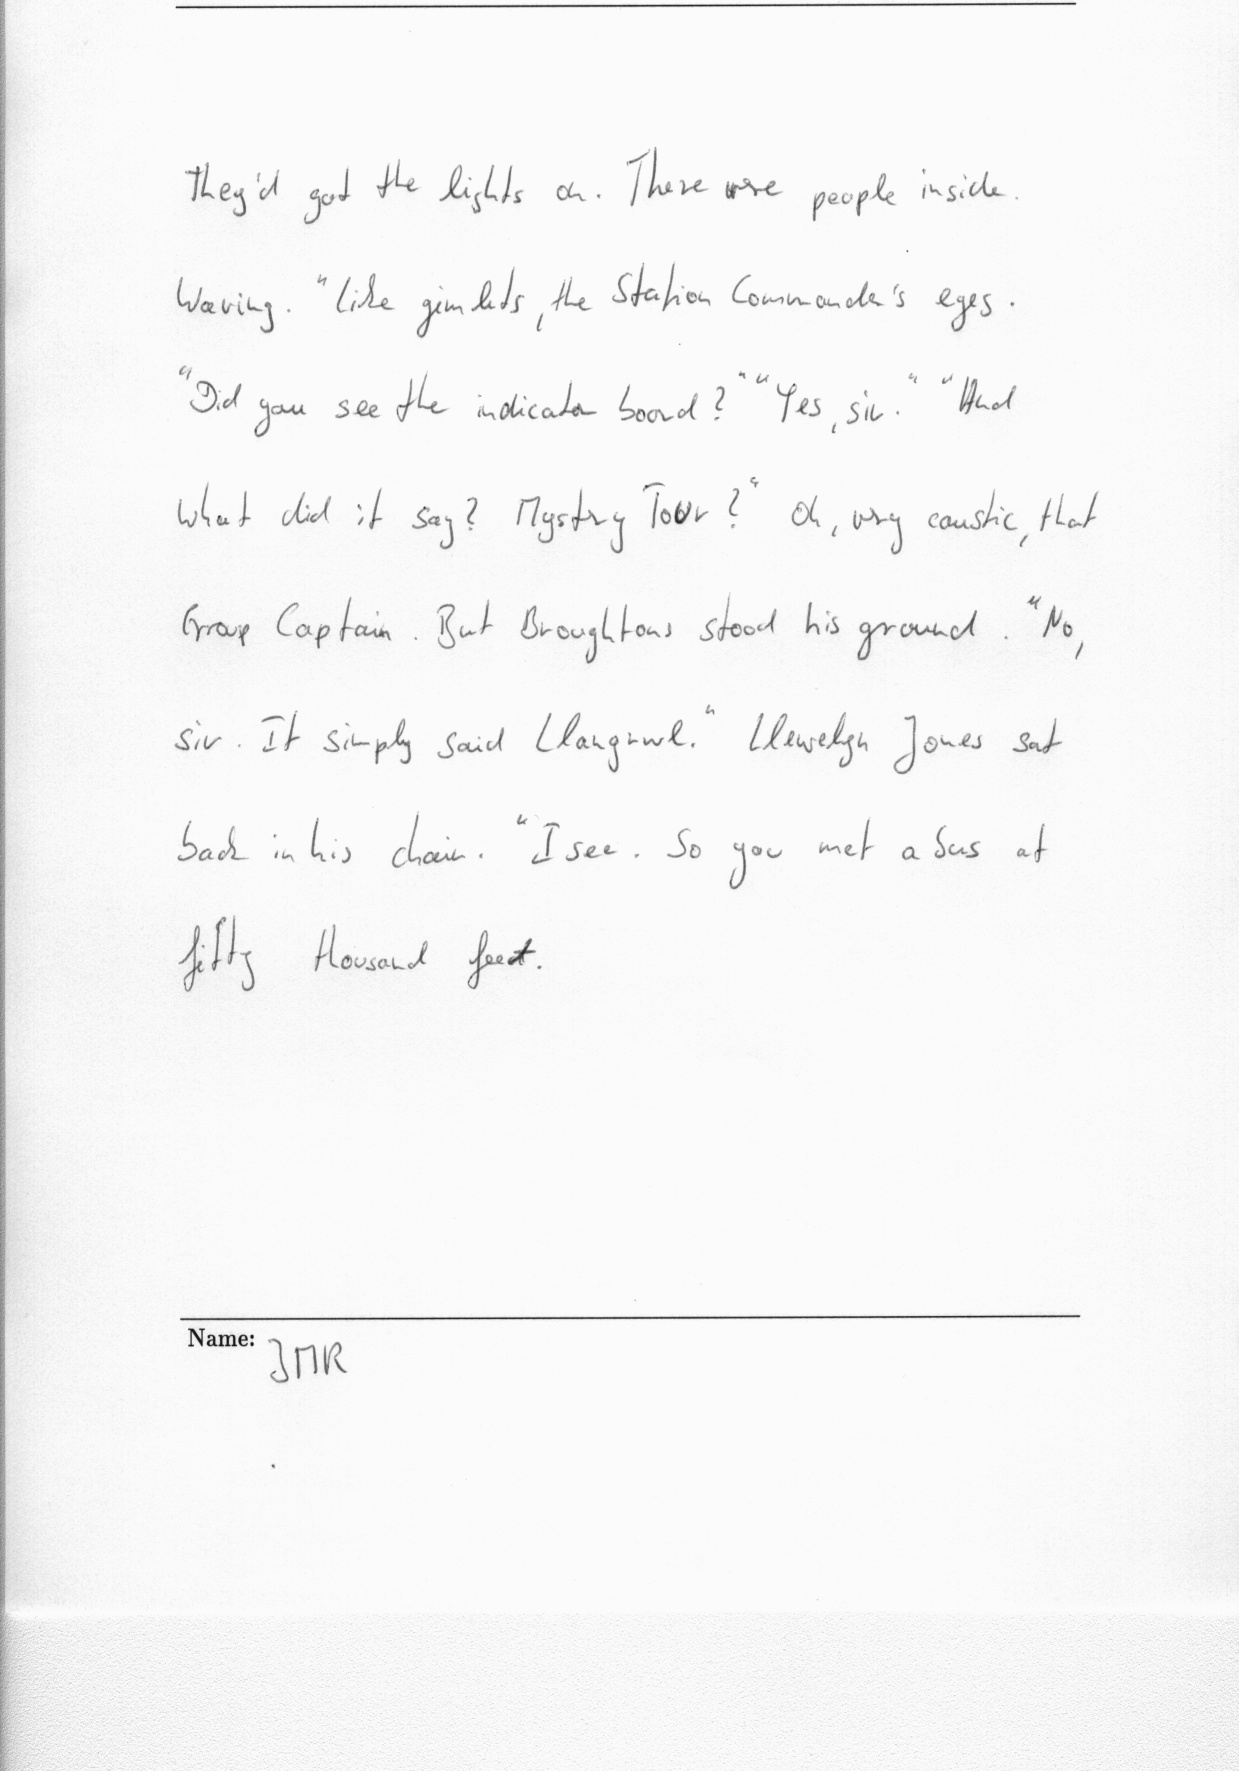 They'd got the lights on. There were people inside.
Waving. "Like gimlets, the Station Commander's eyes.
"Did you see the indicator board?" "Yes, sir." "And
what did it say? Mystery Tour?" Oh, very caustic, that
Group Captain. But Broughtons stood his ground. "No,
sir. It simply said Llangrwl." Llewelyn Jones sat
back in his chair. "I see. So you met a bus at
fifty thousand feet.
Name: JMR